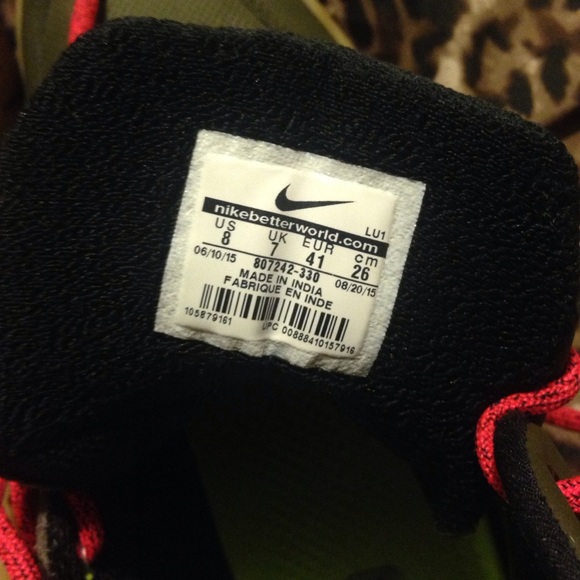 LU1
nikebetterworld.com
US UK EUR cm
8 7 41 26
06/10/15 807242-330 08/20/15
MADE IN INDIA
FABRIQUE EN INDE
105879161 UPC 00888410157916